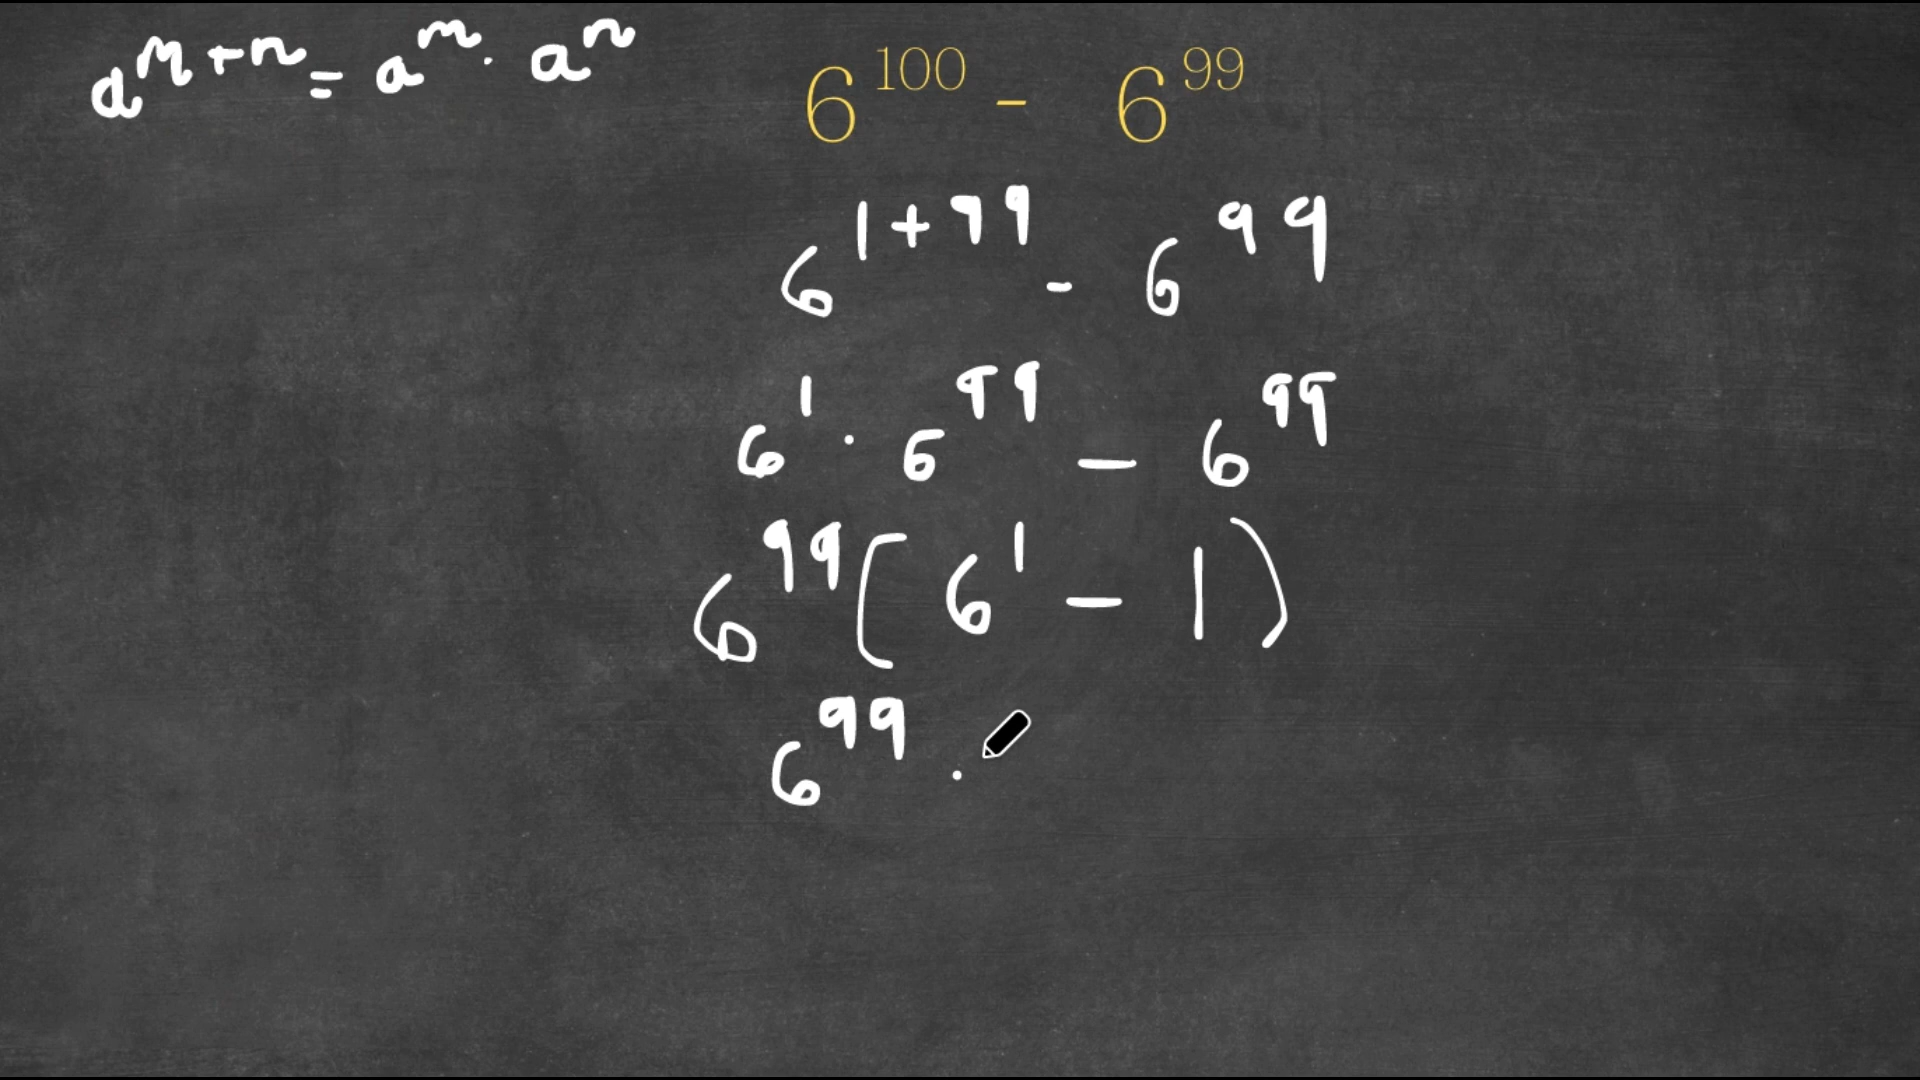 a^{m+n} = a^m · a^n
6^{100} - 6^{99}
6^{1+99} - 6^{99}
6^1 · 6^{99} — 6^{99}
6^{99}(6^1 — 1)
6^{99} ·